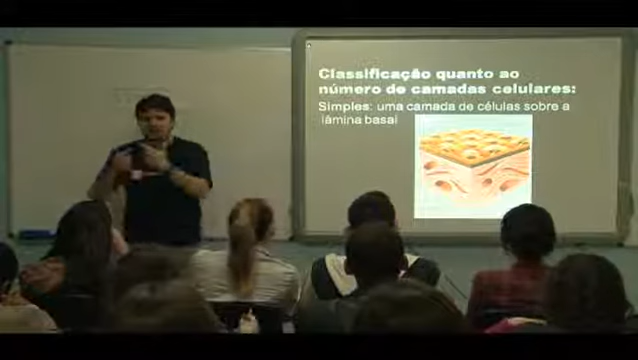 Classificação quanto ao
número de camadas celulares:
Simples: uma camada de células sobre a
lâmina basal